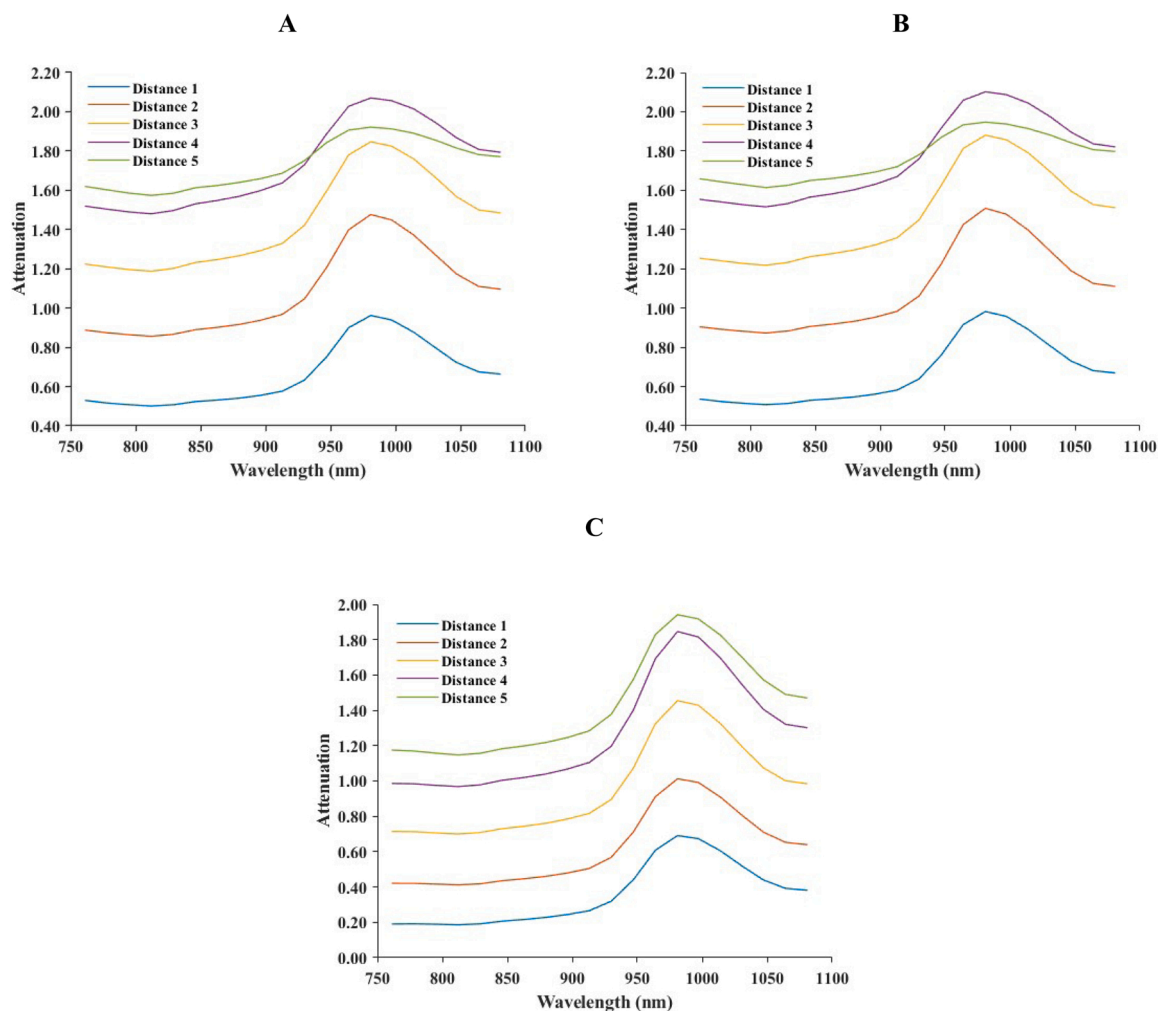 A
2.20
2.00
1.80
1.60
1.40
1.20
1.00
0.80
0.60
0.40
Attenuation
Distance 1
Distance 2
Distance 3
Distance 4
Distance 5
750 800 850 900 950 1000 1050 1100
Wavelength (nm)
B
2.20
2.00
1.80
1.60
1.40
1.20
1.00
0.80
0.60
0.40
Attenuation
Distance 1
Distance 2
Distance 3
Distance 4
Distance 5
750 800 850 900 950 1000 1050 1100
Wavelength (nm)
C
2.00
1.80
1.60
1.40
1.20
1.00
0.80
0.60
0.40
0.20
0.00
Attenuation
Distance 1
Distance 2
Distance 3
Distance 4
Distance 5
750 800 850 900 950 1000 1050 1100
Wavelength (nm)